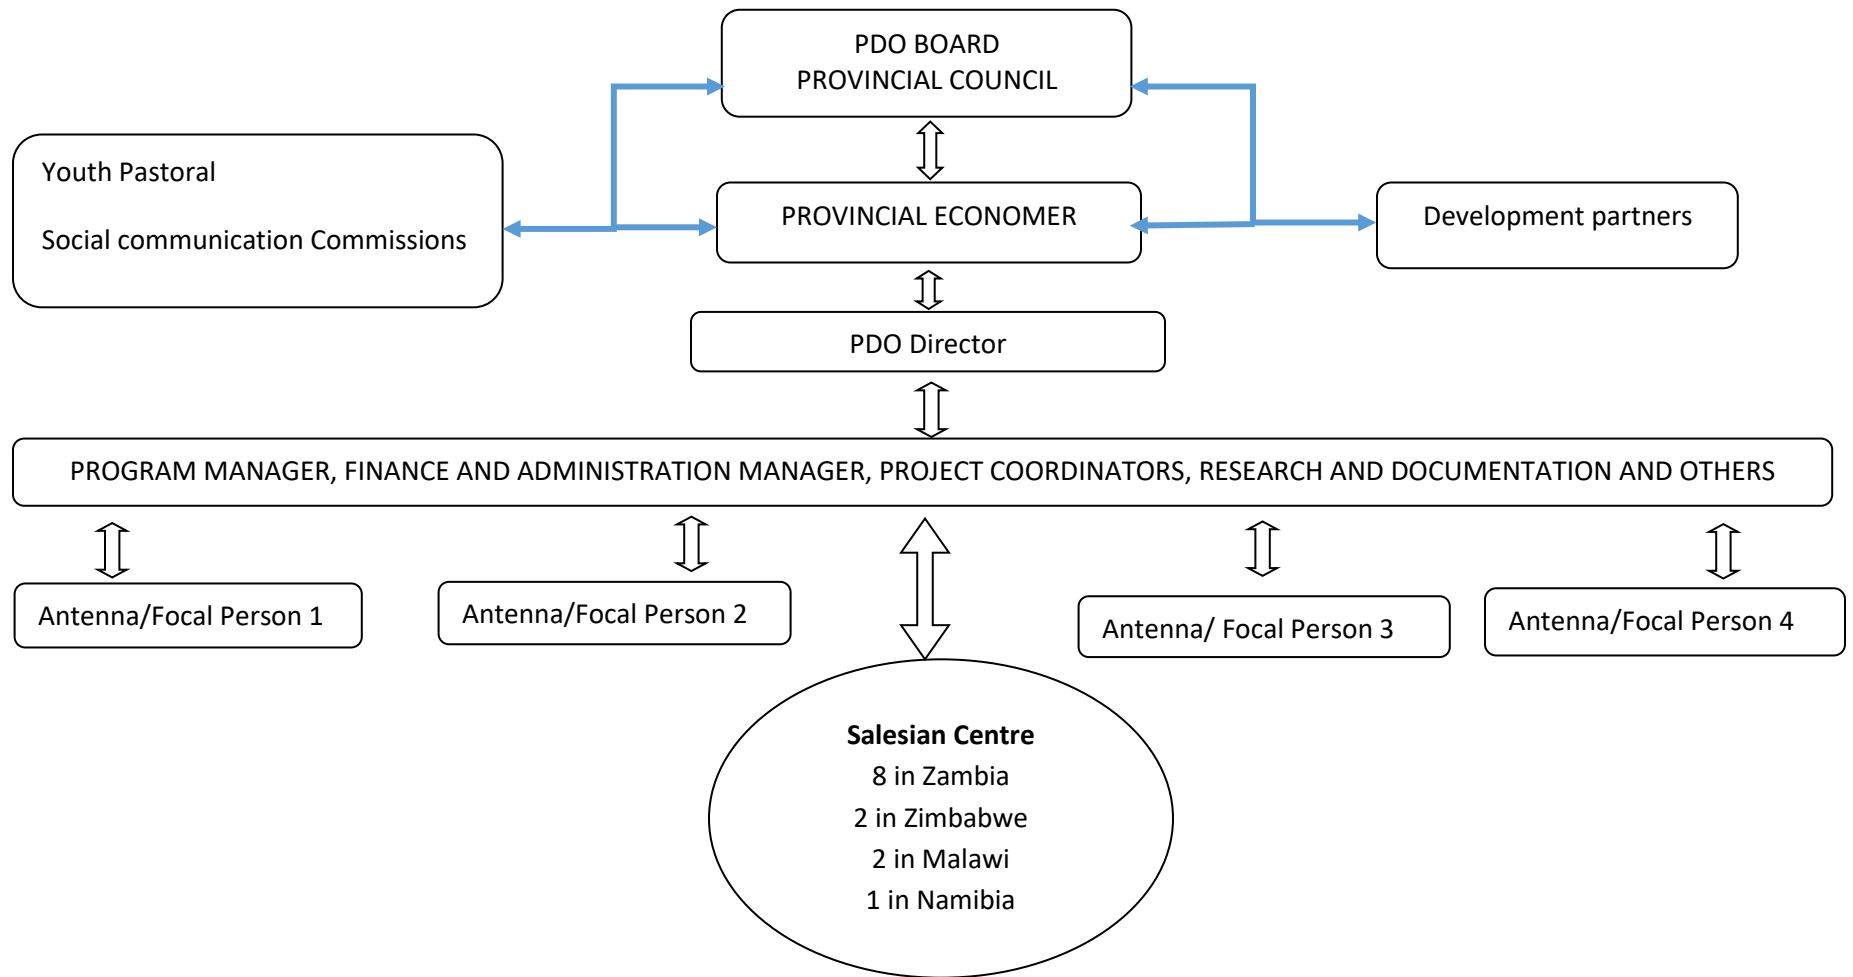 PDO BOARD
PROVINCIAL COUNCIL
Youth Pastoral
Social communication Commissions
PROVINCIAL ECONOMER
Development partners
PDO Director
PROGRAM MANAGER, FINANCE AND ADMINISTRATION MANAGER, PROJECT COORDINATORS, RESEARCH AND DOCUMENTATION AND OTHERS
Antenna/Focal Person 1
Antenna/Focal Person 2
Antenna/ Focal Person 3
Antenna/Focal Person 4
Salesian Centre
8 in Zambia
2 in Zimbabwe
2 in Malawi
1 in Namibia